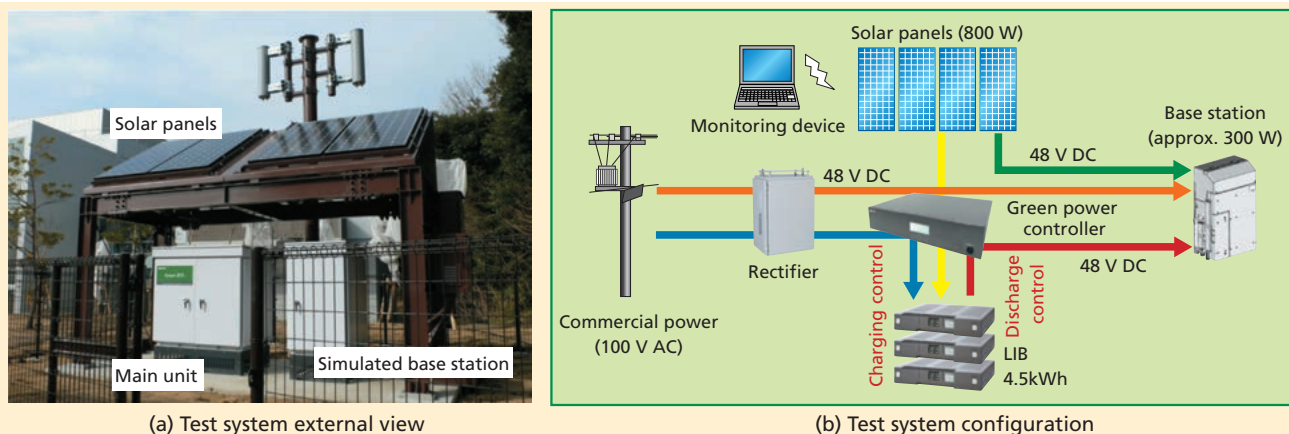 Solar panels
Main unit
Simulated base station
(a) Test system external view
Solar panels (800 W)
Monitoring device
Base station
(approx. 300 W)
48 V DC
48 V DC
Green power
controller
Rectifier
48 V DC
Charging control
Discharge
control
Commercial power
(100 V AC)
LIB
4.5kWh
(b) Test system configuration